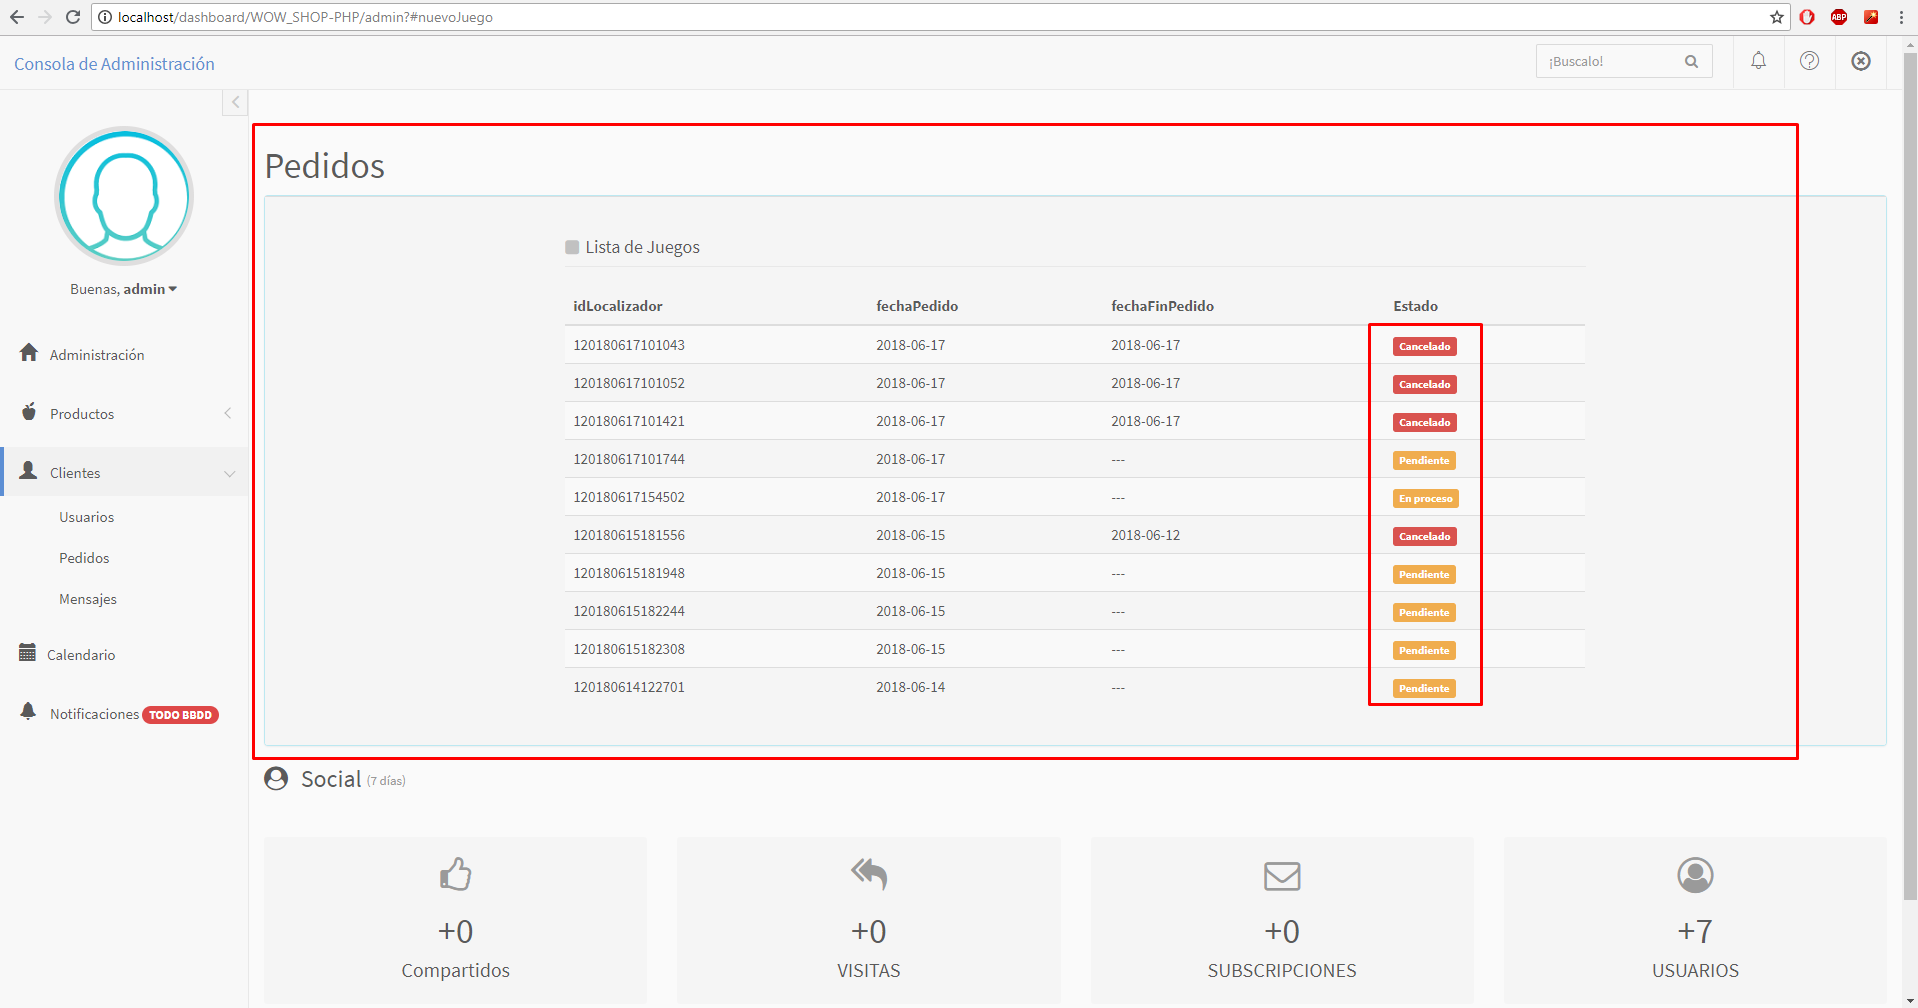 localhost/dashboard/WOW_SHOP-PHP/admin?#nuevoJuego
ABP
Consola de Administración
¡Buscalo!
Buenas, admin
Administración
Productos
Clientes
Usuarios
Pedidos
Mensajes
Calendario
Notificaciones TODO BBDD
Pedidos
Lista de Juegos
idLocalizador fechaPedido fechaFinPedido Estado
120180617101043 2018-06-17 2018-06-17 Cancelado
120180617101052 2018-06-17 2018-06-17 Cancelado
120180617101421 2018-06-17 2018-06-17 Cancelado
120180617101744 2018-06-17 --- Pendiente
120180617154502 2018-06-17 --- En proceso
120180615181556 2018-06-15 2018-06-12 Cancelado
120180615181948 2018-06-15 --- Pendiente
120180615182244 2018-06-15 --- Pendiente
120180615182308 2018-06-15 --- Pendiente
120180614122701 2018-06-14 --- Pendiente
Social (7 días)
+0 +0 +0 +7
Compartidos VISITAS SUBSCRIPCIONES USUARIOS